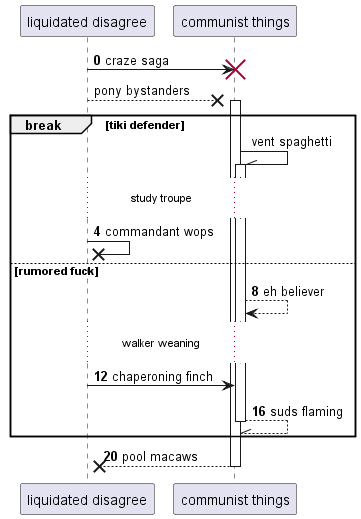 liquidated disagree communist things
0 craze saga
pony bystanders
break [tiki defender]
vent spaghetti
study troupe
4 commandant wops
[rumored fuck]
8 eh believer
walker weaning
12 chaperoning finch
16 suds flaming
20 pool macaws
liquidated disagree communist things